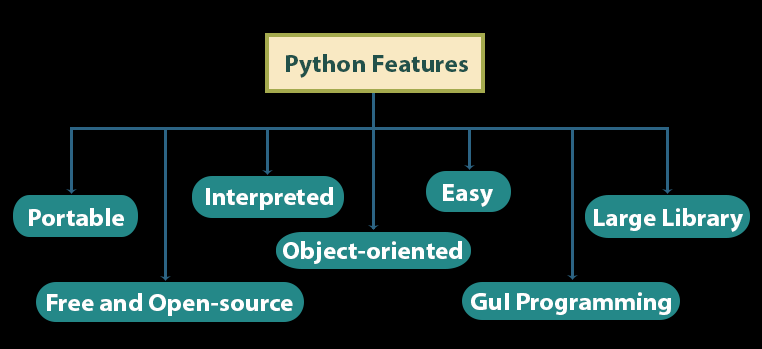 Python Features
Portable
Interpreted
Easy
Large Library
Object-oriented
Free and Open-source
GuI Programming